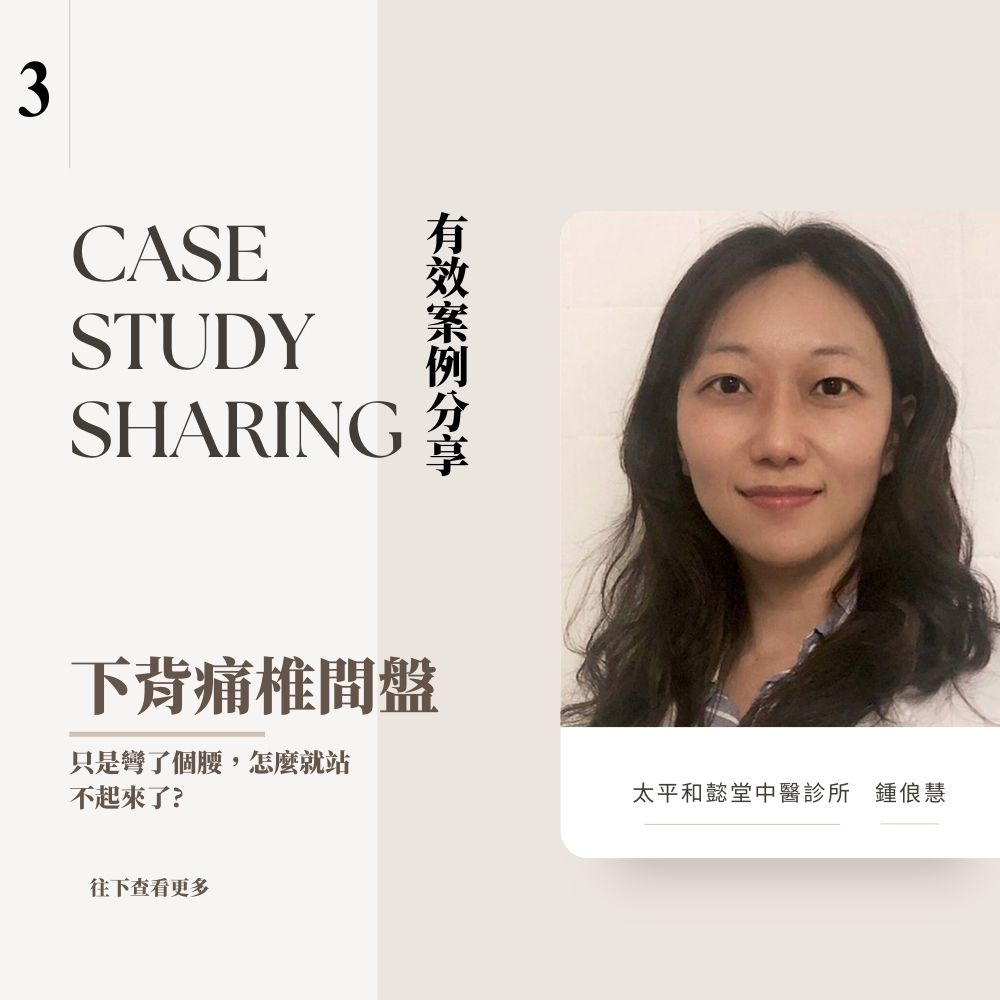 3
CASE
STUDY
SHARING
有效案例分享
下背痛椎間盤
只是彎了個腰，怎麼就站
不起來了?
往下查看更多
太平和懿堂中醫診所 鍾俍慧